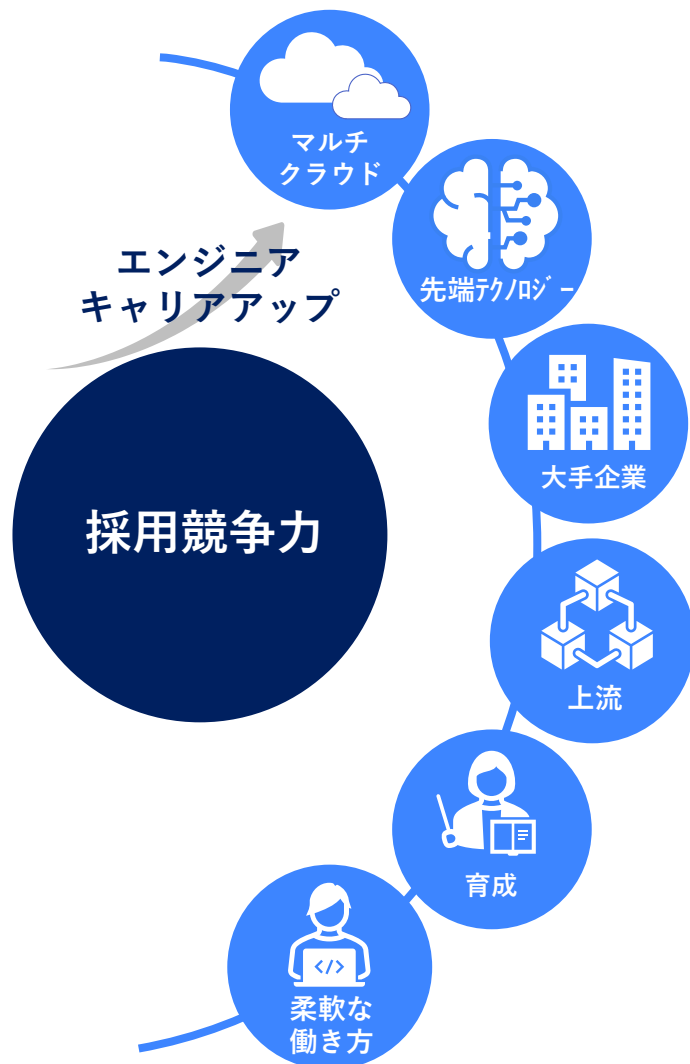 マルチ
クラウド
先端ﾃｸﾉﾛｼﾞｰ
エンジニア
キャリアアップ
大手企業
採用競争力
上流
育成
</>
柔軟な
働き方